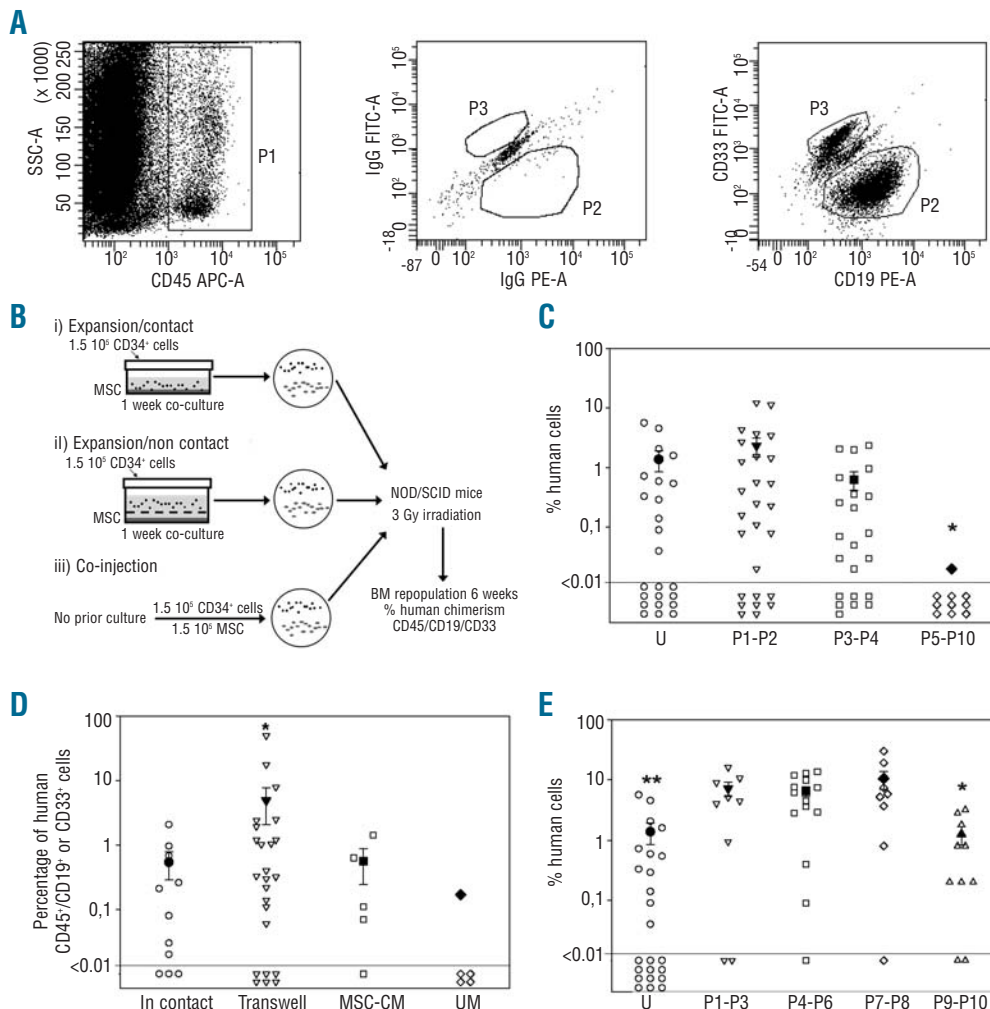 A
SSC-A
(x 1000)
50 100 150 200 250
P1
10² 10³ 10⁴ 10⁵
CD45 APC-A
IgG FITC-A
-18 0 10² 10³ 10⁴ 10⁵
P3
P2
-87 0 10² 10³ 10⁴ 10⁵
IgG PE-A
CD33 FITC-A
-10 0 10² 10³ 10⁴ 10⁵
P3
P2
-54 0 10² 10³ 10⁴ 10⁵
CD19 PE-A
B
i) Expansion/contact
1.5 10⁵ CD34⁺ cells
MSC
1 week co-culture
iI) Expansion/non contact
1.5 10⁵ CD34⁺ cells
MSC
1 week co-culture
iii) Co-injection
No prior culture
1.5 10⁵ CD34⁺ cells
1.5 10⁵ MSC
NOD/SCID mice
3 Gy irradiation
BM repopulation 6 weeks
% human chimerism
CD45/CD19/CD33
C
% human cells
100
10
1
0,1
<0.01
*
U P1-P2 P3-P4 P5-P10
D
Percentage of human
CD45⁺/CD19⁺ or CD33⁺ cells
100
10
1
0,1
<0.01
*
In contact Transwell MSC-CM UM
E
% human cells
100
10
1
0,1
<0.01
** *
U P1-P3 P4-P6 P7-P8 P9-P10